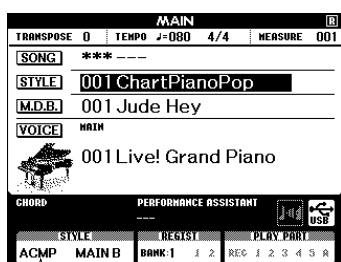 MAIN R
TRANSPOSE 0 TEMPO ♩=080 4/4 MEASURE 001
SONG *** ---
STYLE 001 ChartPianoPop
M.D.B. 001 Jude Hey
VOICE MAIN
001 Live! Grand Piano
CHORD PERFORMANCE ASSISTANT
---
USB
STYLE REGIST PLAY PART
ACMP MAIN B BANK:1 1 2 REC 1 2 3 4 5 A